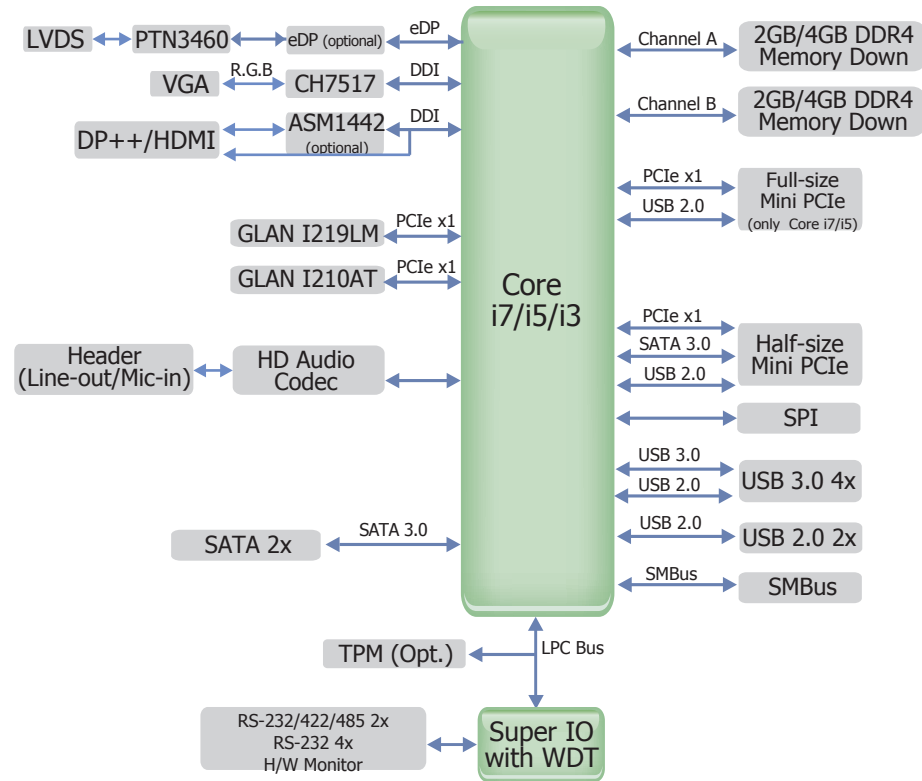 LVDS
PTN3460
eDP (optional)
eDP
VGA
R.G.B
CH7517
DDI
DP++/HDMI
ASM1442
(optional)
DDI
GLAN I219LM
PCIe x1
GLAN I210AT
PCIe x1
Header
(Line-out/Mic-in)
HD Audio
Codec
SATA 2x
SATA 3.0
Core
i7/i5/i3
Channel A
2GB/4GB DDR4
Memory Down
Channel B
2GB/4GB DDR4
Memory Down
PCIe x1
USB 2.0
Full-size
Mini PCIe
(only Core i7/i5)
PCIe x1
SATA 3.0
USB 2.0
Half-size
Mini PCIe
SPI
USB 3.0
USB 2.0
USB 3.0 4x
USB 2.0
USB 2.0 2x
SMBus
SMBus
TPM (Opt.)
LPC Bus
RS-232/422/485 2x
RS-232 4x
H/W Monitor
Super IO
with WDT